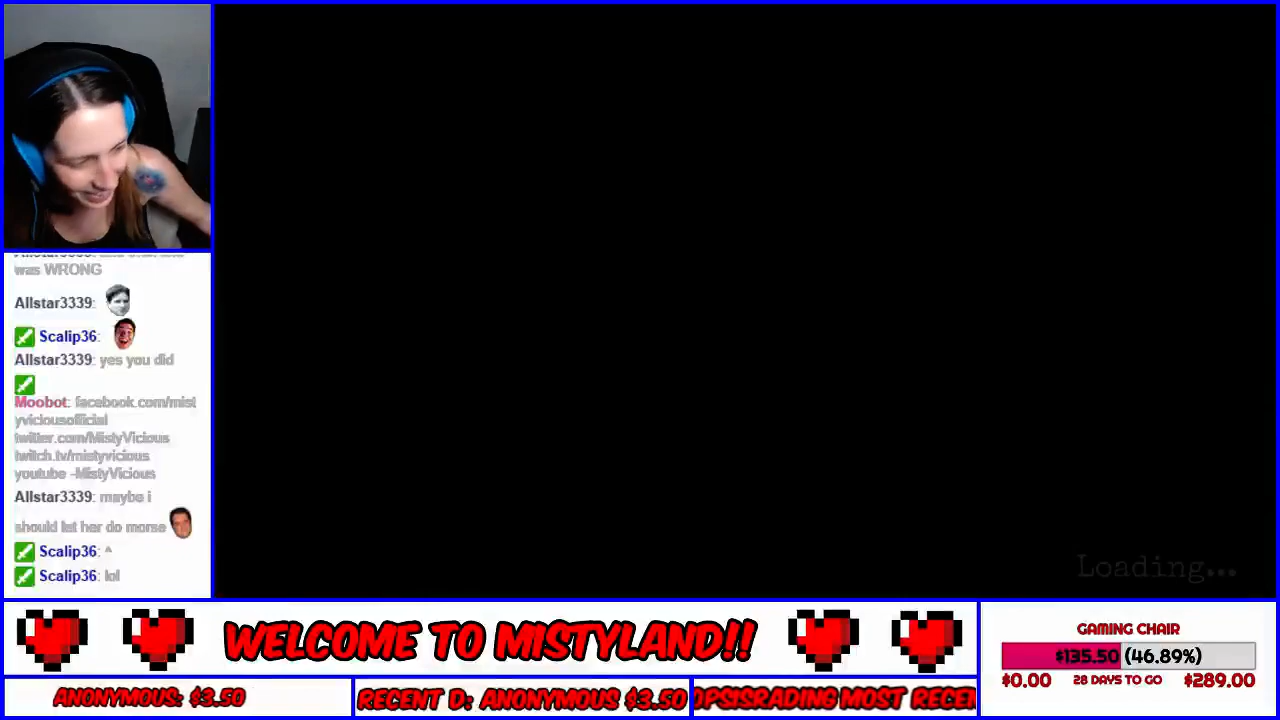 was WRONG
Allstar3339:
Scalip36:
Allstar3339: yes you did
Moobot: facebook.com/mist
yviciousofficial
twitter.com/MistyVicious
twitch.tv/mistyvicious
youtube -MistyVicious
Allstar3339: maybe i
should let her do morse
Scalip36: ^
Scalip36: lol
Loading...
WELCOME TO MISTYLAND!!
GAMING CHAIR
$135.50 (46.89%)
$0.00 28 DAYS TO GO $289.00
ANONYMOUS: $3.50
RECENT D: ANONYMOUS $3.50
MOST